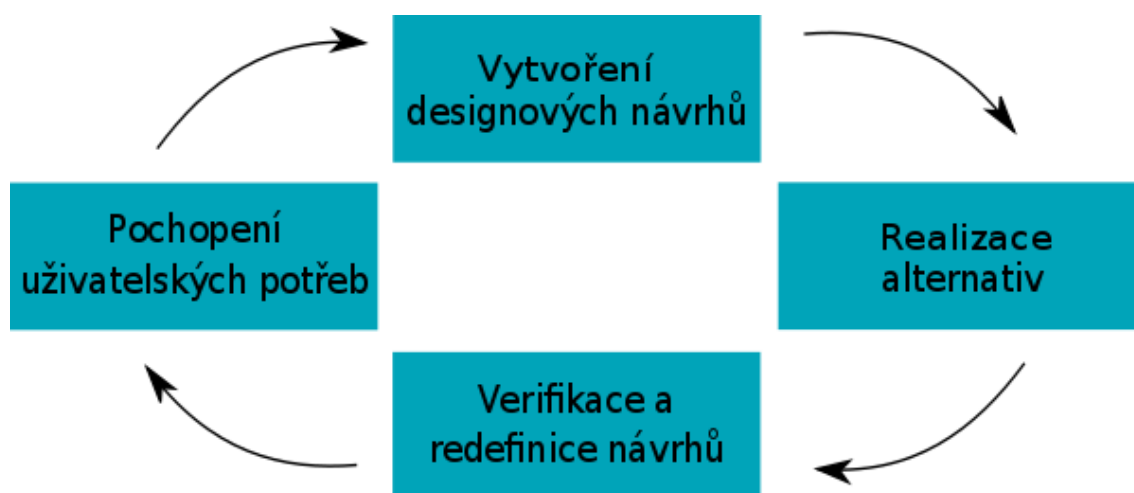 Vytvoření
designových návrhů
Pochopení
uživatelských potřeb
Realizace
alternativ
Verifikace a
redefinice návrhů